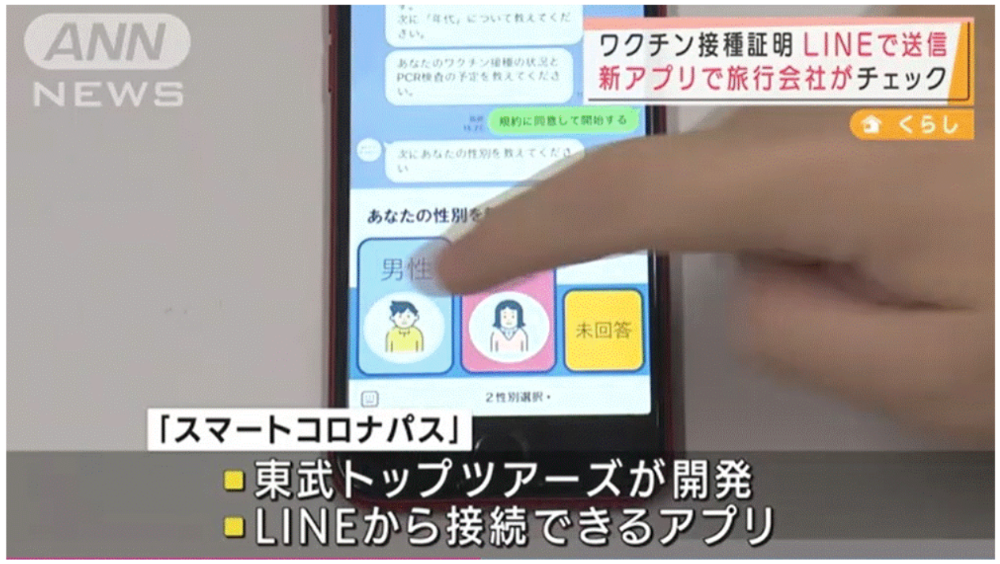 ANN
NEWS
ワクチン接種証明 LINEで送信
新アプリで旅行会社がチェック
くらし
す。
次に「年代」について教えてくだ
さい。
あなたのワクチン接種の状況と
PCR検査の予定を教えてくださ
い。
規約に同意して開始する
次にあなたの性別を教えてくださ
い
あなたの性別を
男性
未回答
2性別選択・
「スマートコロナパス」
■東武トップツアーズが開発
■LINEから接続できるアプリ